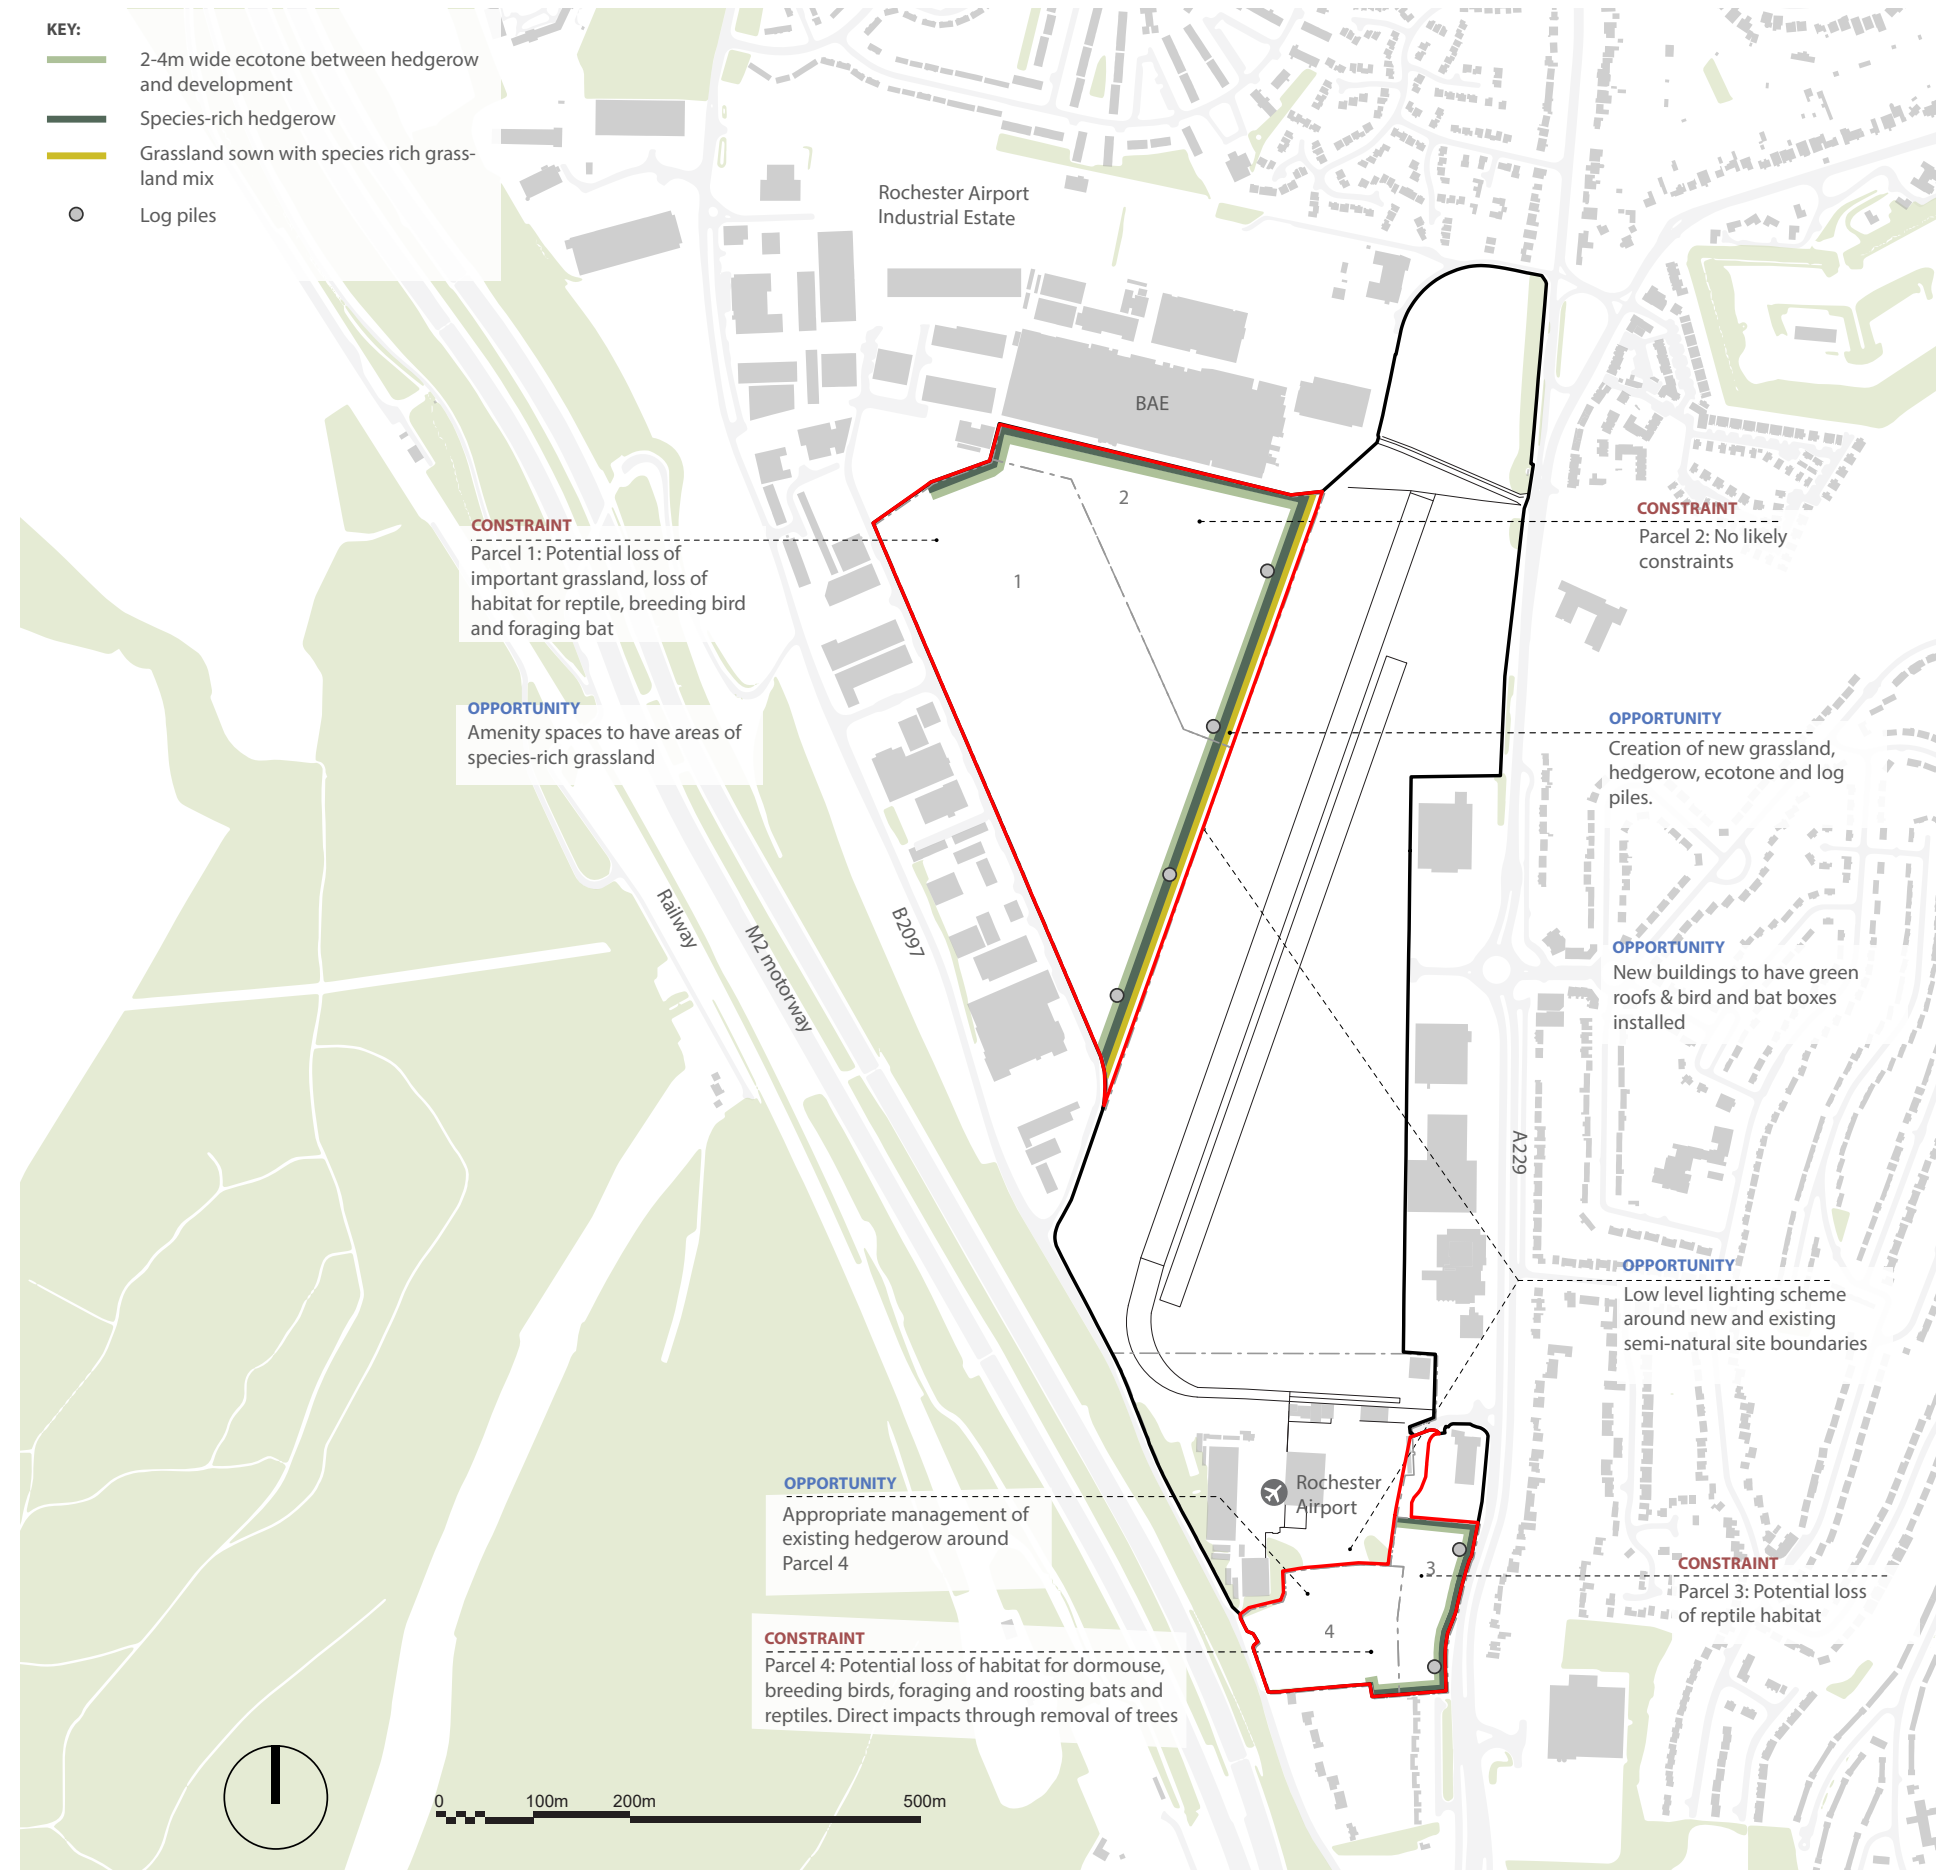 KEY:
2-4m wide ecotone between hedgerow
and development
Species-rich hedgerow
Grassland sown with species rich grass-
land mix
Log piles
Rochester Airport
Industrial Estate
BAE
2
1
CONSTRAINT
Parcel 1: Potential loss of
important grassland, loss of
habitat for reptile, breeding bird
and foraging bat
CONSTRAINT
Parcel 2: No likely
constraints
OPPORTUNITY
Amenity spaces to have areas of
species-rich grassland
OPPORTUNITY
Creation of new grassland,
hedgerow, ecotone and log
piles.
Railway
M2 motorway
B2097
OPPORTUNITY
New buildings to have green
roofs & bird and bat boxes
installed
A229
OPPORTUNITY
Low level lighting scheme
around new and existing
semi-natural site boundaries
OPPORTUNITY
Appropriate management of
existing hedgerow around
Parcel 4
Rochester
Airport
3
4
CONSTRAINT
Parcel 3: Potential loss
of reptile habitat
CONSTRAINT
Parcel 4: Potential loss of habitat for dormouse,
breeding birds, foraging and roosting bats and
reptiles. Direct impacts through removal of trees
0 100m 200m 500m